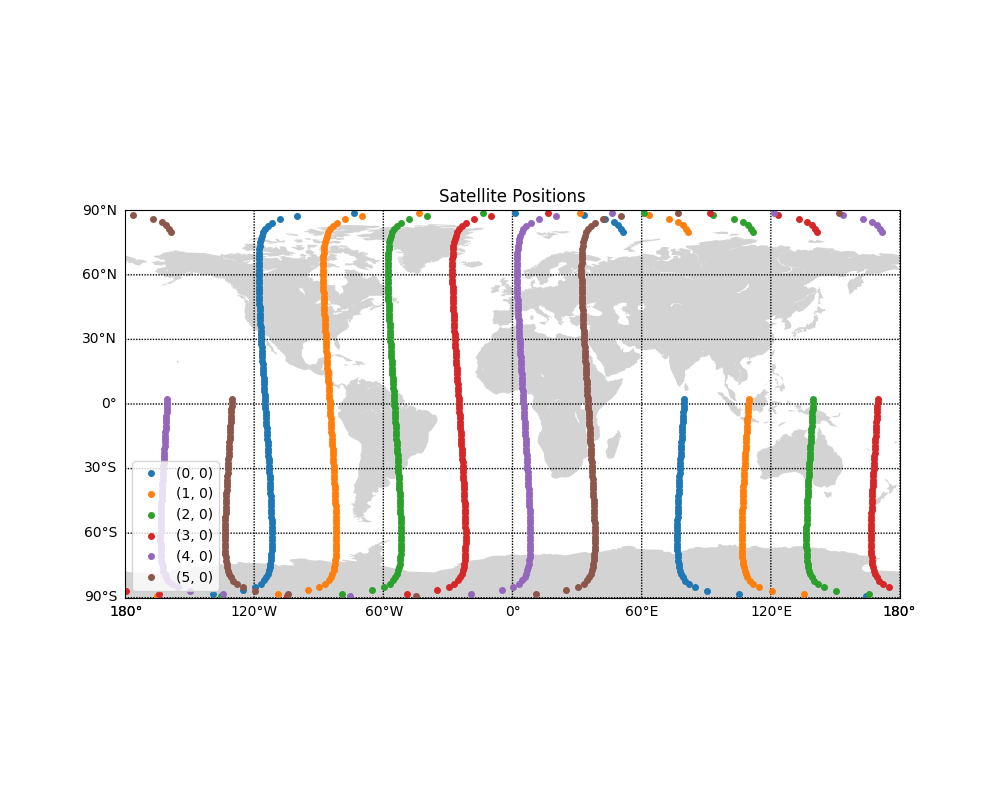 Satellite Positions
90°N
60°N
30°N
0°
30°S
60°S
90°S
(0, 0)
(1, 0)
(2, 0)
(3, 0)
(4, 0)
(5, 0)
180° 120°W 60°W 0° 60°E 120°E 180°